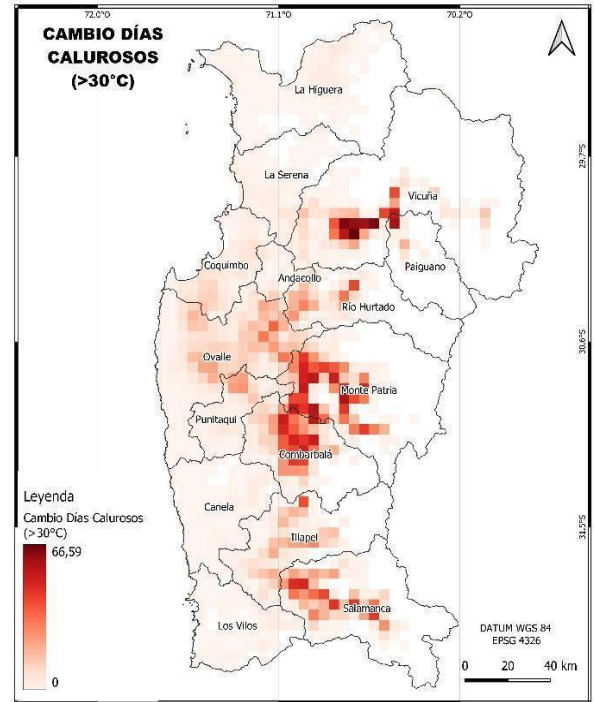 72.0°
71.1°
70.2°
CAMBIO DÍAS
CALUROSOS
(>30°C)
La Higuera
29.7°
La Serena
Vicuña
Coquimbo
Andacollo
Paiguano
Río Hurtado
30.6°
Ovalle
Monte Patria
Punitaqui
Combarbalá
Leyenda
Cambio Días Calurosos
(>30°C)
66,59
0
Canela
Illapel
31.5°
Salamanca
Los Vilos
DATUM WGS 84
EPSG 4326
0 20 40 km